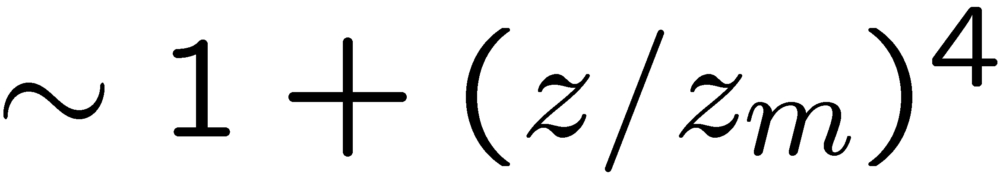 ∼ 1 + (z/z_m)^4